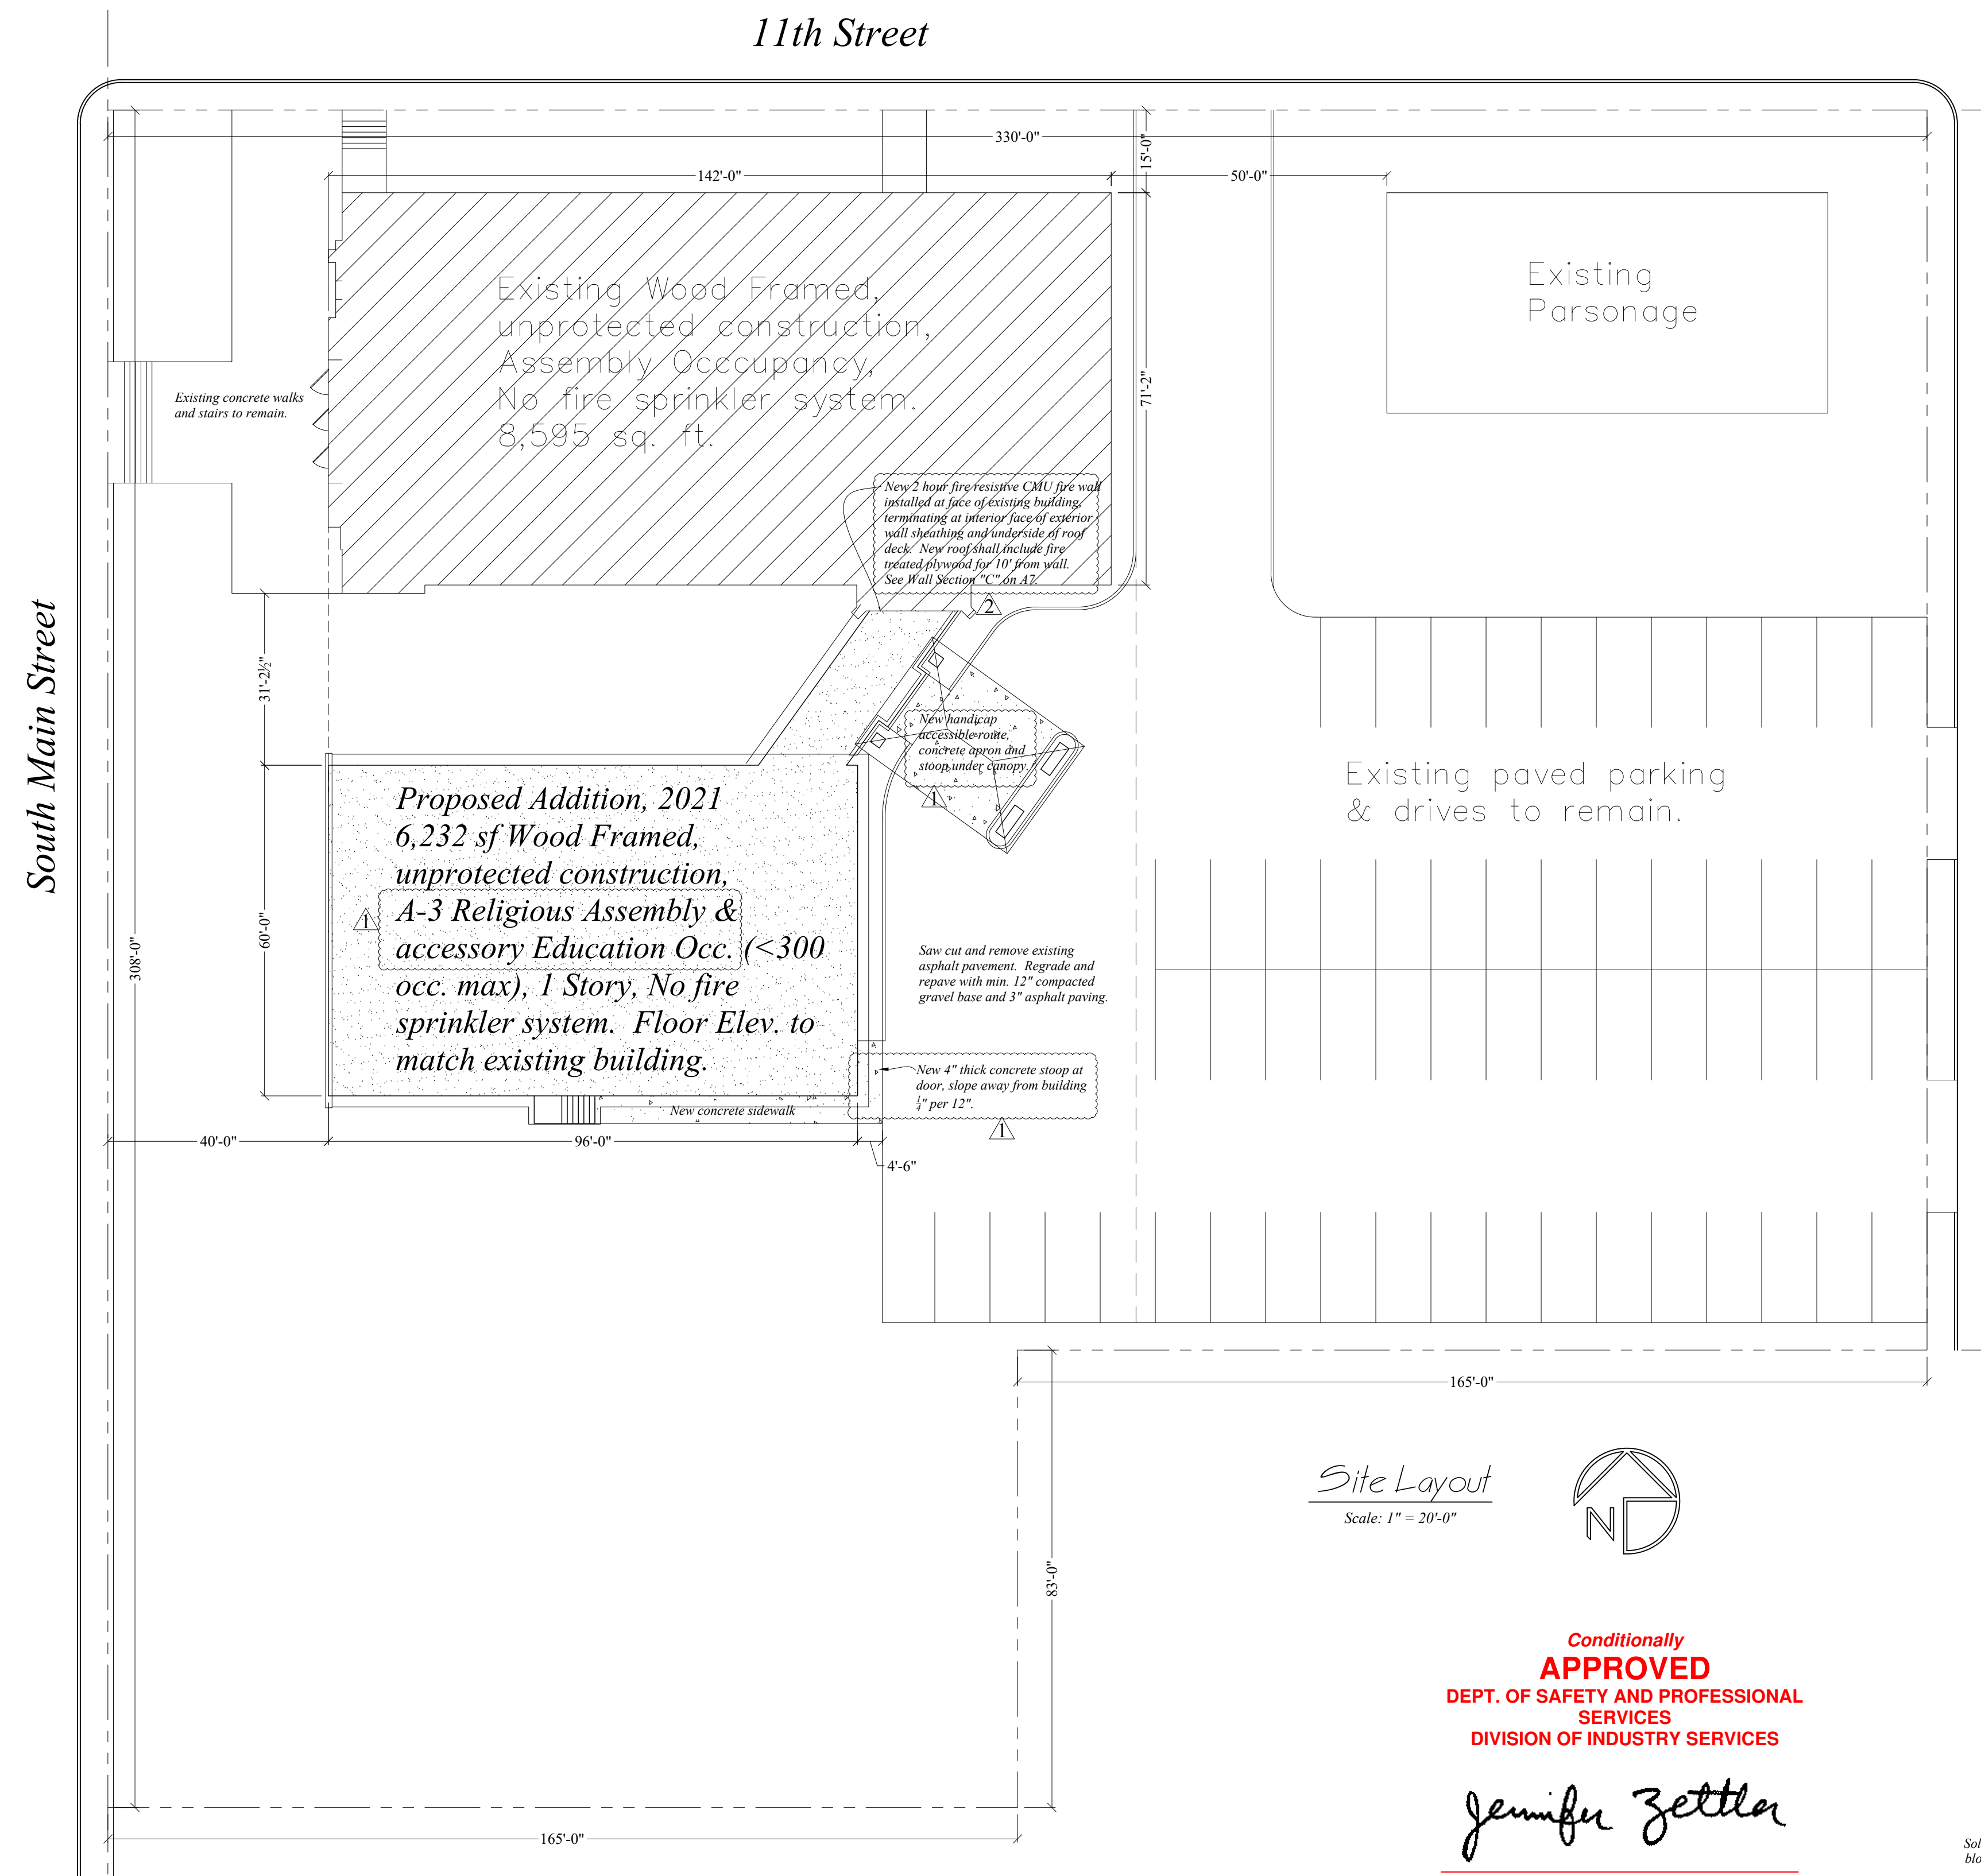 11th Street
330'-0"
15'-0"
142'-0"
50'-0"
Existing Wood Framed,
unprotected construction,
Assembly Occcupancy,
No fire sprinkler system.
8,595 sq. ft.
Existing
Parsonage
71'-2"
Existing concrete walks
and stairs to remain.
New 2 hour fire resistive CMU fire wall
installed at face of existing building,
terminating at interior face of exterior
wall sheathing and underside of roof
deck. New roof shall include fire
treated plywood for 10' from wall.
See Wall Section "C" on A7.
2
South Main Street
31'-2½"
New handicap
accessible route,
concrete apron and
stoop under canopy.
1
Existing paved parking
& drives to remain.
Proposed Addition, 2021
6,232 sf Wood Framed,
unprotected construction,
A-3 Religious Assembly &
accessory Education Occ. (<300
occ. max), 1 Story, No fire
sprinkler system. Floor Elev. to
match existing building.
1
60'-0"
308'-0"
Saw cut and remove existing
asphalt pavement. Regrade and
repave with min. 12" compacted
gravel base and 3" asphalt paving.
New 4" thick concrete stoop at
door, slope away from building
¼" per 12".
1
New concrete sidewalk
40'-0"
96'-0"
4'-6"
165'-0"
Site Layout
Scale: 1" = 20'-0"
N
83'-0"
Conditionally
APPROVED
DEPT. OF SAFETY AND PROFESSIONAL
SERVICES
DIVISION OF INDUSTRY SERVICES
Jennifer Zettler
165'-0"
Sol
blo